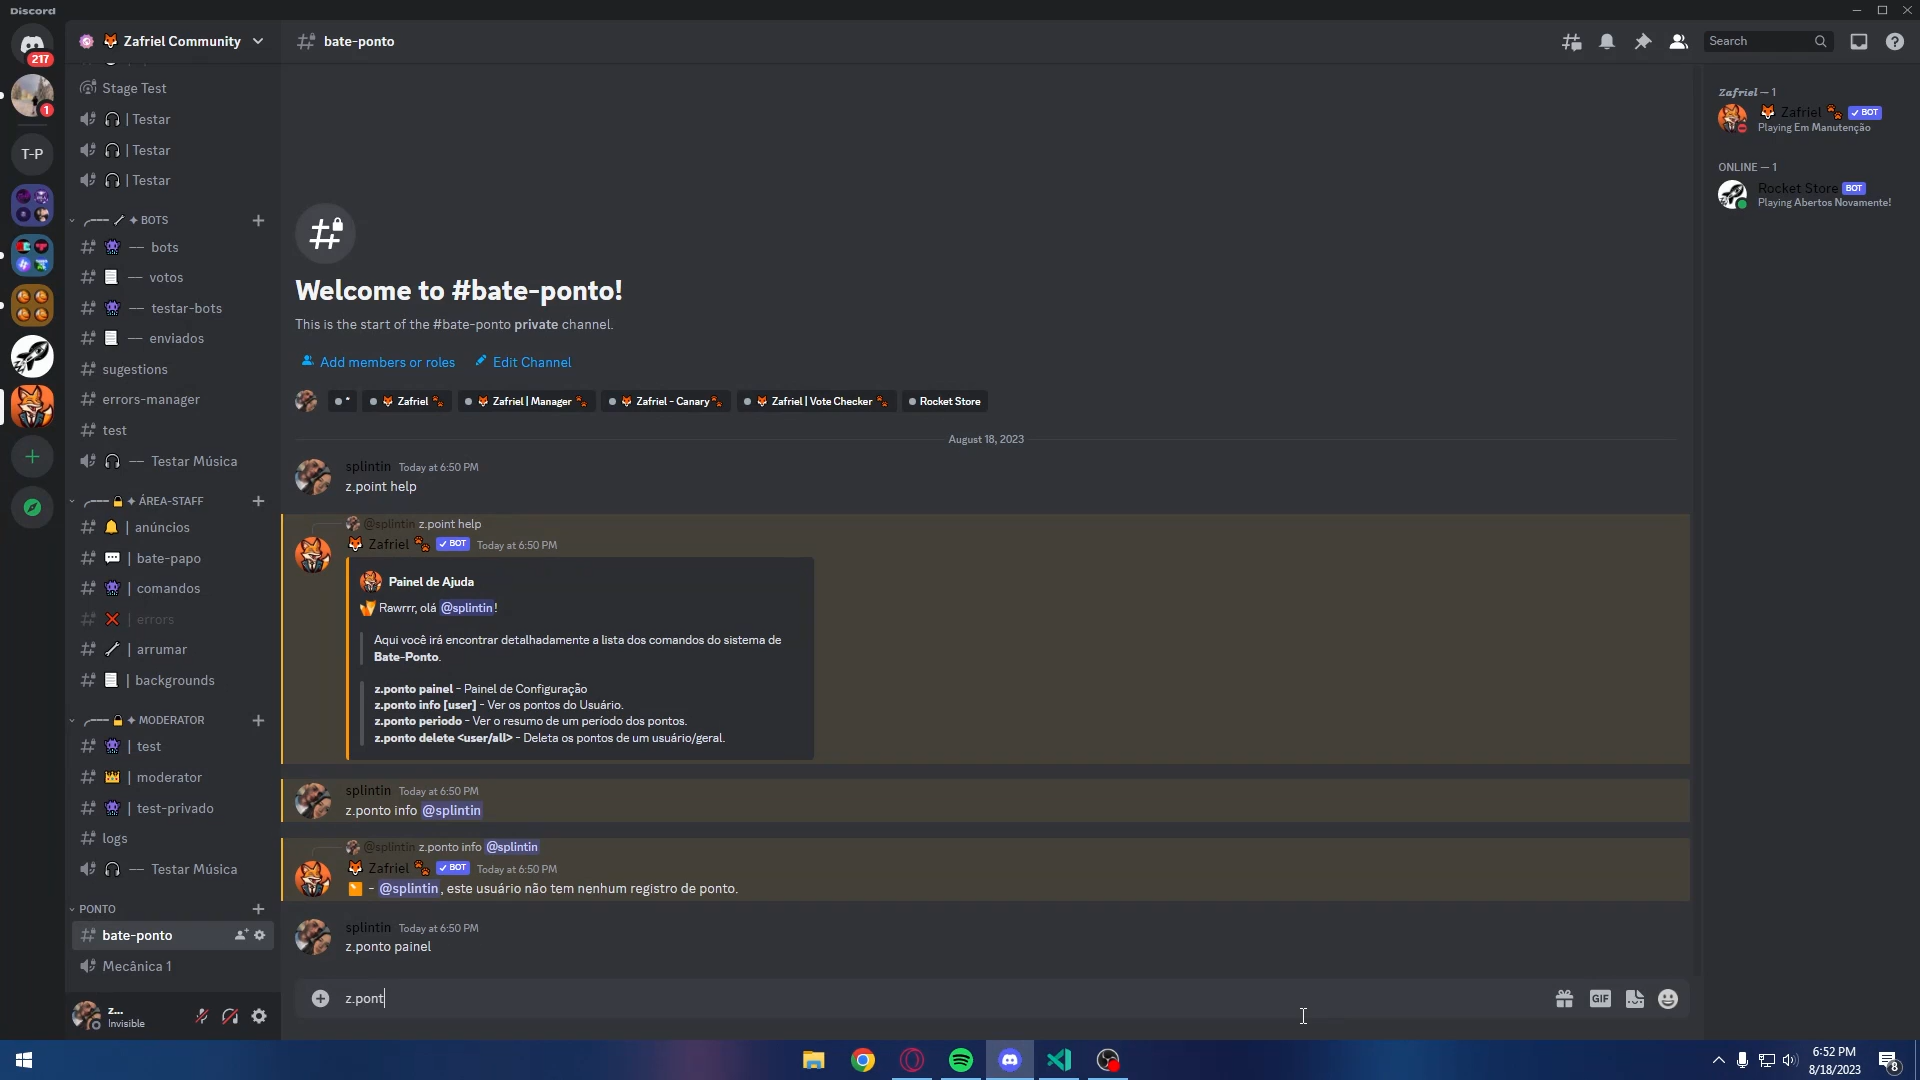 Discord
217
1
T-P
Zafriel Community
Stage Test
| Testar
| Testar
| Testar
BOTS
bots
votos
testar-bots
enviados
sugestions
errors-manager
test
Testar Música
ÁREA-STAFF
| anúncios
| bate-papo
| comandos
| errors
| arrumar
| backgrounds
MODERATOR
| test
| moderator
| test-privado
logs
Testar Música
PONTO
bate-ponto
Mecânica 1
z...
Invisible
bate-ponto
Search
Welcome to #bate-ponto!
This is the start of the #bate-ponto private channel.
Add members or roles
Edit Channel
*
Zafriel
Zafriel | Manager
Zafriel - Canary
Zafriel | Vote Checker
Rocket Store
August 18, 2023
splintin Today at 6:50 PM
z.point help
@splintin z.point help
Zafriel BOT Today at 6:50 PM
Painel de Ajuda
Rawrrr, olá @splintin!
Aqui você irá encontrar detalhadamente a lista dos comandos do sistema de
Bate-Ponto.
z.ponto painel - Painel de Configuração
z.ponto info [user] - Ver os pontos do Usuário.
z.ponto periodo - Ver o resumo de um período dos pontos.
z.ponto delete <user/all> - Deleta os pontos de um usuário/geral.
splintin Today at 6:50 PM
z.ponto info @splintin
@splintin z.ponto info @splintin
Zafriel BOT Today at 6:50 PM
- @splintin, este usuário não tem nenhum registro de ponto.
splintin Today at 6:50 PM
z.ponto painel
z.pont
GIF
Zafriel — 1
Zafriel BOT
Playing Em Manutenção
ONLINE — 1
Rocket Store BOT
Playing Abertos Novamente!
6:52 PM
8/18/2023
8